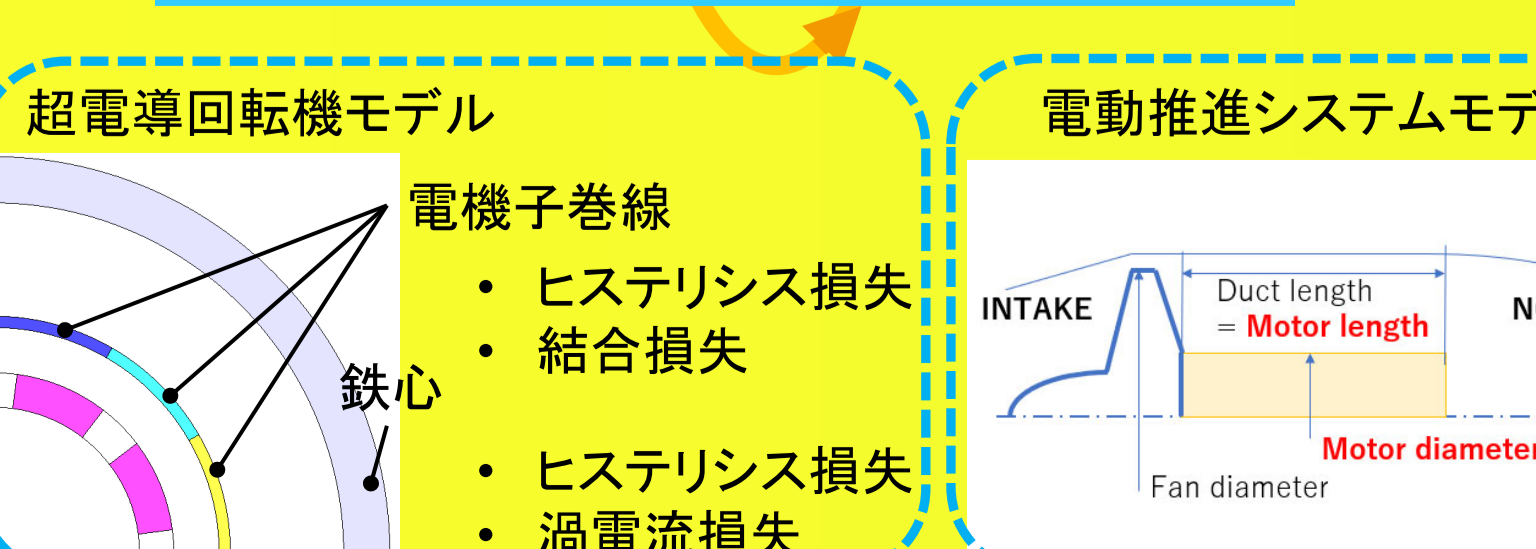 超電導回転機モデル
電機子巻線
• ヒステリシス損失
• 結合損失
鉄心
• ヒステリシス損失
• 渦電流損失
電動推進システムモデ
INTAKE
Duct length
= Motor length
Motor diameter
Fan diameter